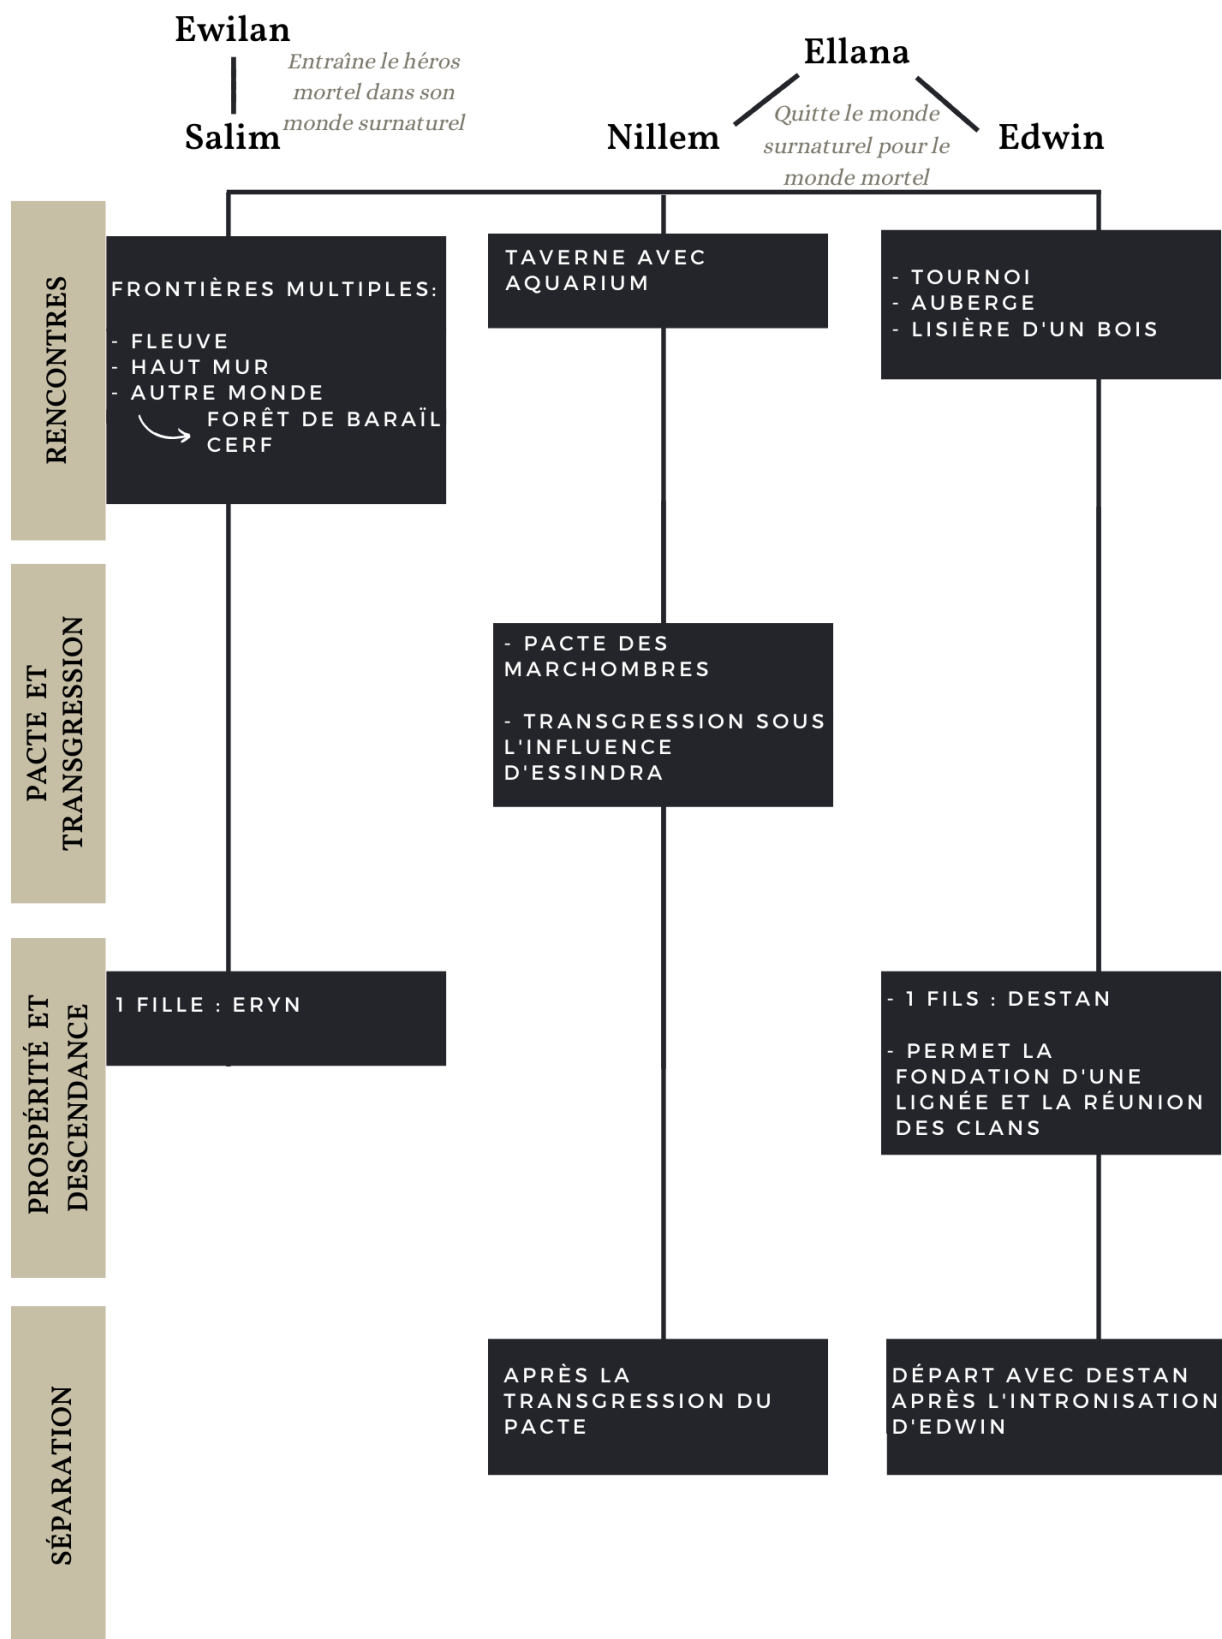 Ewilan
Entraîne le héros
mortel dans son
monde surnaturel
Salim
Ellana
Quitte le monde
surnaturel pour le
monde mortel
Nillem
Edwin
RENCONTRES
FRONTIÈRES MULTIPLES:
- FLEUVE
- HAUT MUR
- AUTRE MONDE
FORÊT DE BARAÏL
CERF
TAVERNE AVEC
AQUARIUM
- TOURNOI
- AUBERGE
- LISIÈRE D'UN BOIS
PACTE ET
TRANSGRESSION
- PACTE DES
MARCHOMBRES
- TRANSGRESSION SOUS
L'INFLUENCE
D'ESSINDRA
PROSPÉRITÉ ET
DESCENDANCE
1 FILLE : ERYN
- 1 FILS : DESTAN
- PERMET LA
FONDATION D'UNE
LIGNÉE ET LA RÉUNION
DES CLANS
SÉPARATION
APRÈS LA
TRANSGRESSION DU
PACTE
DÉPART AVEC DESTAN
APRÈS L'INTRONISATION
D'EDWIN